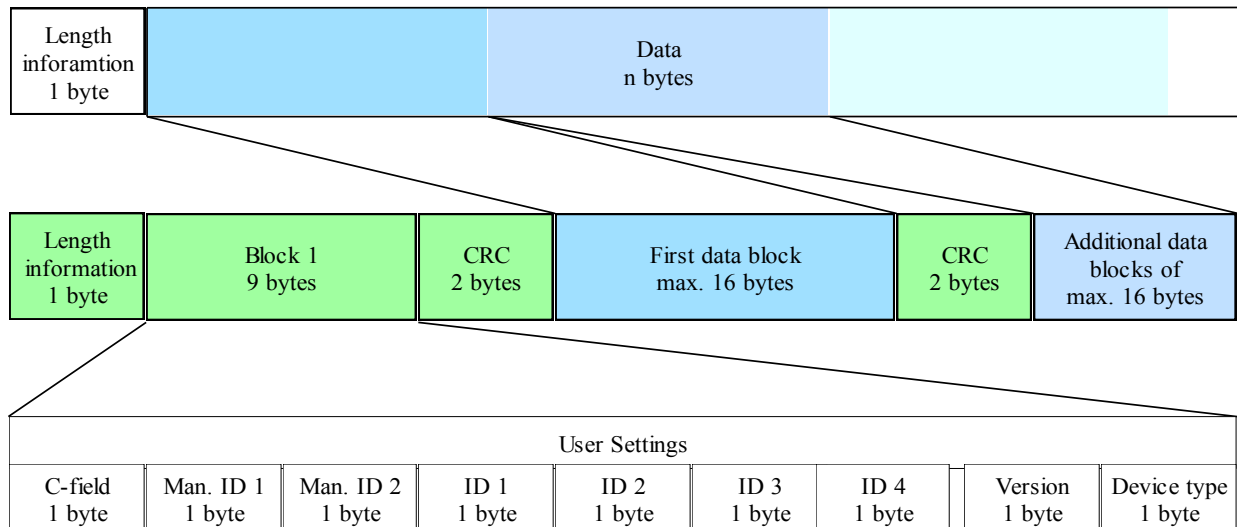 Length
inforamtion
1 byte
Data
n bytes
Length
information
1 byte
Block 1
9 bytes
CRC
2 bytes
First data block
max. 16 bytes
CRC
2 bytes
Additional data
blocks of
max. 16 bytes
User Settings
C-field
1 byte
Man. ID 1
1 byte
Man. ID 2
1 byte
ID 1
1 byte
ID 2
1 byte
ID 3
1 byte
ID 4
1 byte
Version
1 byte
Device type
1 byte